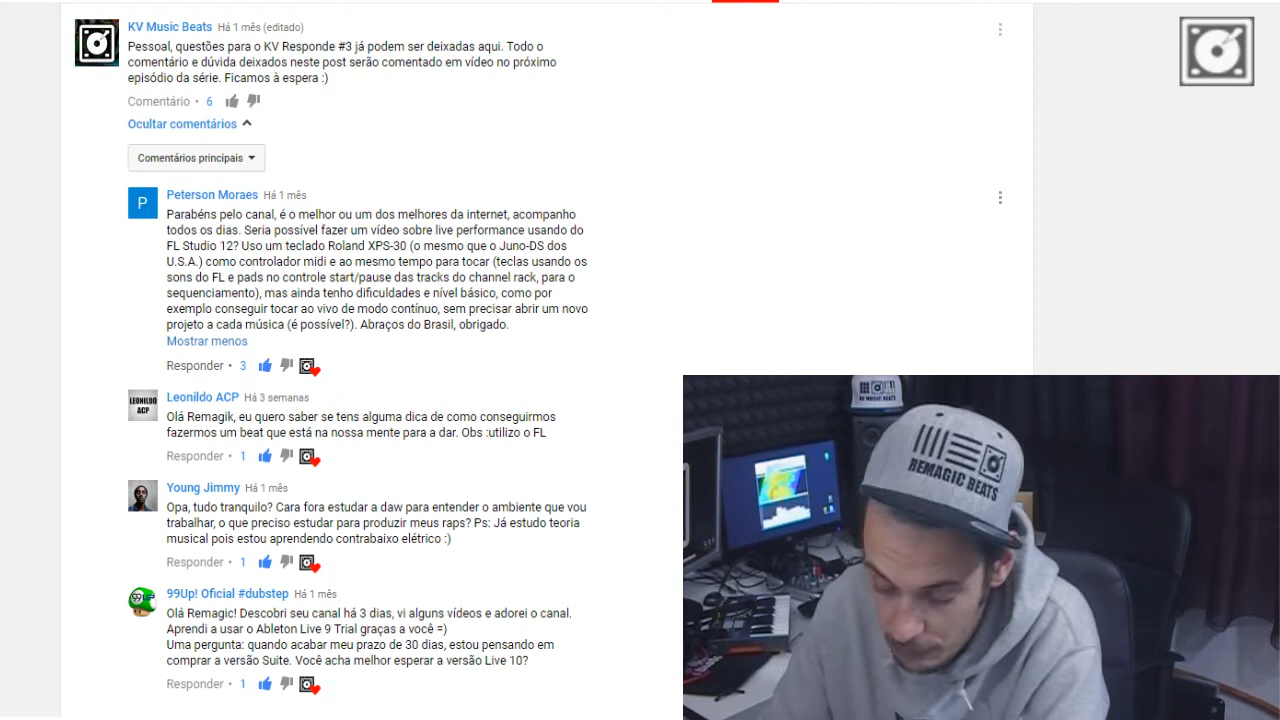 KV Music Beats Há 1 mês (editado)
Pessoal, questões para o KV Responde #3 já podem ser deixadas aqui. Todo o
comentário e dúvida deixados neste post serão comentado em vídeo no próximo
episódio da série. Ficamos à espera :)
Comentário • 6
Ocultar comentários
Comentários principais
P
Peterson Moraes Há 1 mês
Parabéns pelo canal, é o melhor ou um dos melhores da internet, acompanho
todos os dias. Seria possível fazer um vídeo sobre live performance usando do
FL Studio 12? Uso um teclado Roland XPS-30 (o mesmo que o Juno-DS dos
U.S.A.) como controlador midi e ao mesmo tempo para tocar (teclas usando os
sons do FL e pads no controle start/pause das tracks do channel rack, para o
sequenciamento), mas ainda tenho dificuldades e nível básico, como por
exemplo conseguir tocar ao vivo de modo contínuo, sem precisar abrir um novo
projeto a cada música (é possível?). Abraços do Brasil, obrigado.
Mostrar menos
Responder • 3
LEONILDO
ACP
Leonildo ACP Há 3 semanas
Olá Remagik, eu quero saber se tens alguma dica de como conseguirmos
fazermos um beat que está na nossa mente para a dar. Obs :utilizo o FL
Responder • 1
Young Jimmy Há 1 mês
Opa, tudo tranquilo? Cara fora estudar a daw para entender o ambiente que vou
trabalhar, o que preciso estudar para produzir meus raps? Ps: Já estudo teoria
musical pois estou aprendendo contrabaixo elétrico :)
Responder • 1
99UP
99Up! Oficial #dubstep Há 1 mês
Olá Remagic! Descobri seu canal há 3 dias, vi alguns vídeos e adorei o canal.
Aprendi a usar o Ableton Live 9 Trial graças a você =)
Uma pergunta: quando acabar meu prazo de 30 dias, estou pensando em
comprar a versão Suite. Você acha melhor esperar a versão Live 10?
Responder • 1
REMAGIC BEATS